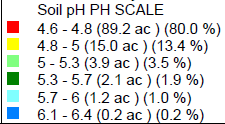 Soil pH PH SCALE
4.6 - 4.8 (89.2 ac ) (80.0 %)
4.8 - 5 (15.0 ac ) (13.4 %)
5 - 5.3 (3.9 ac ) (3.5 %)
5.3 - 5.7 (2.1 ac ) (1.9 %)
5.7 - 6 (1.2 ac ) (1.0 %)
6.1 - 6.4 (0.2 ac ) (0.2 %)